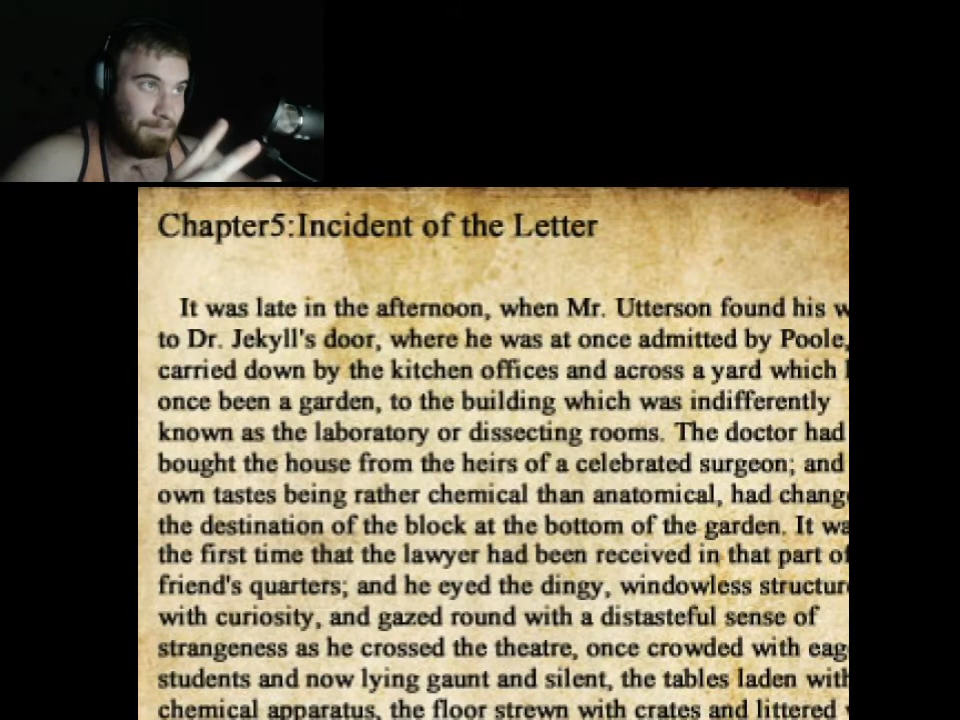 Chapter5:Incident of the Letter
It was late in the afternoon, when Mr. Utterson found his w
to Dr. Jekyll's door, where he was at once admitted by Poole,
carried down by the kitchen offices and across a yard which
once been a garden, to the building which was indifferently
known as the laboratory or dissecting rooms. The doctor had
bought the house from the heirs of a celebrated surgeon; and
own tastes being rather chemical than anatomical, had change
the destination of the block at the bottom of the garden. It wa
the first time that the lawyer had been received in that part of
friend's quarters; and he eyed the dingy, windowless structure
with curiosity, and gazed round with a distasteful sense of
strangeness as he crossed the theatre, once crowded with eag
students and now lying gaunt and silent, the tables laden with
chemical apparatus, the floor strewn with crates and littered